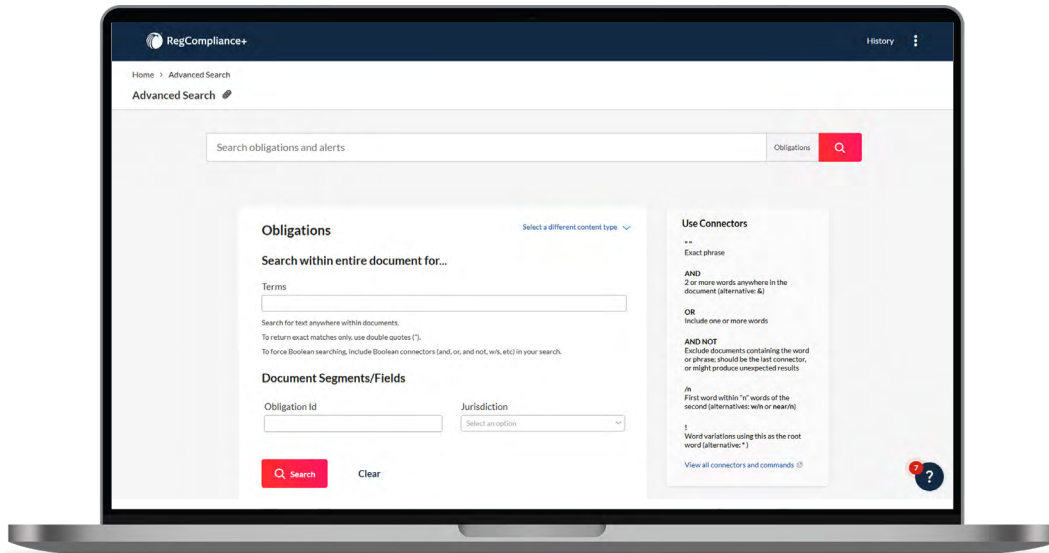 RegCompliance+
History
Home > Advanced Search
Advanced Search
Search obligations and alerts
Obligations
Obligations
Select a different content type
Search within entire document for...
Terms
Search for text anywhere within documents.
To return exact matches only, use double quotes (").
To force Boolean searching, include Boolean connectors (and, or, and not, w/s, etc) in your search.
Document Segments/Fields
Obligation Id
Jurisdiction
Select an option
Search
Clear
Use Connectors
" "
Exact phrase
AND
2 or more words anywhere in the
document (alternative: &)
OR
Include one or more words
AND NOT
Exclude documents containing the word
or phrase; should be the last connector,
or might produce unexpected results
/n
First word within "n" words of the
second (alternatives: w/n or near/n)
!
Word variations using this as the root
word (alternative: * )
View all connectors and commands
7
?